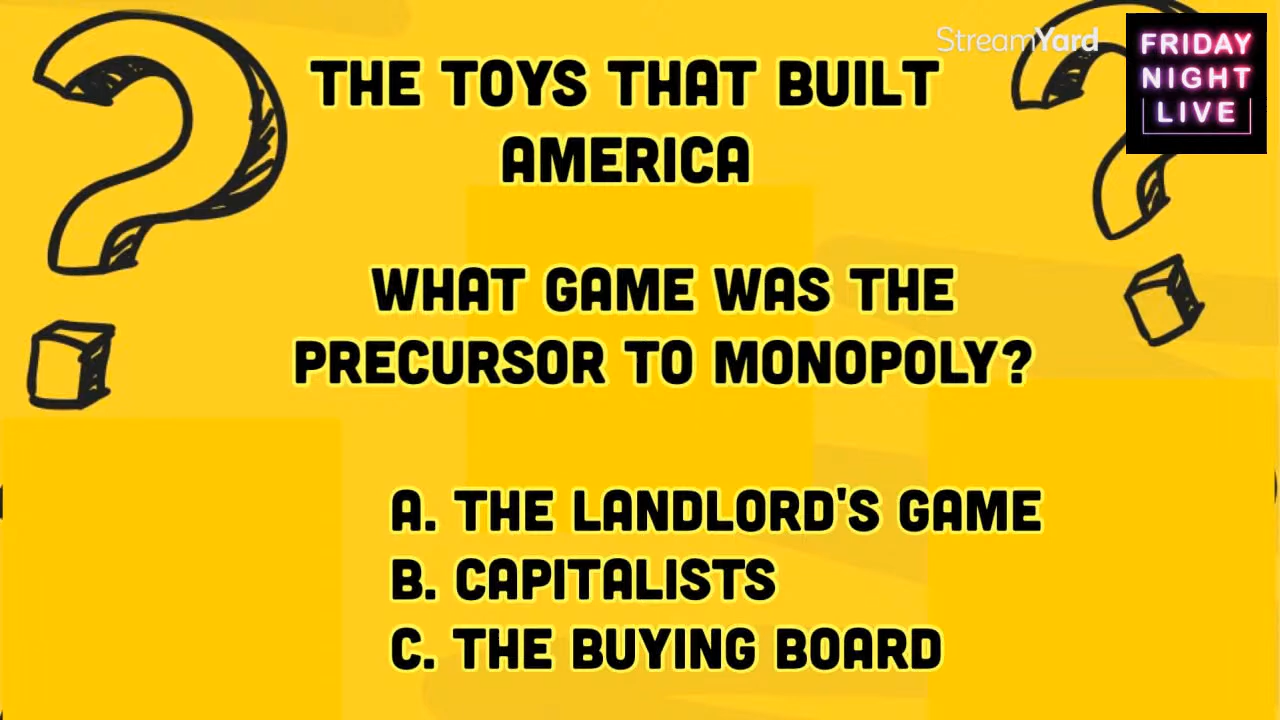 StreamYard
FRIDAY
NIGHT
LIVE
THE TOYS THAT BUILT
AMERICA
WHAT GAME WAS THE
PRECURSOR TO MONOPOLY?
A. THE LANDLORD'S GAME
B. CAPITALISTS
C. THE BUYING BOARD